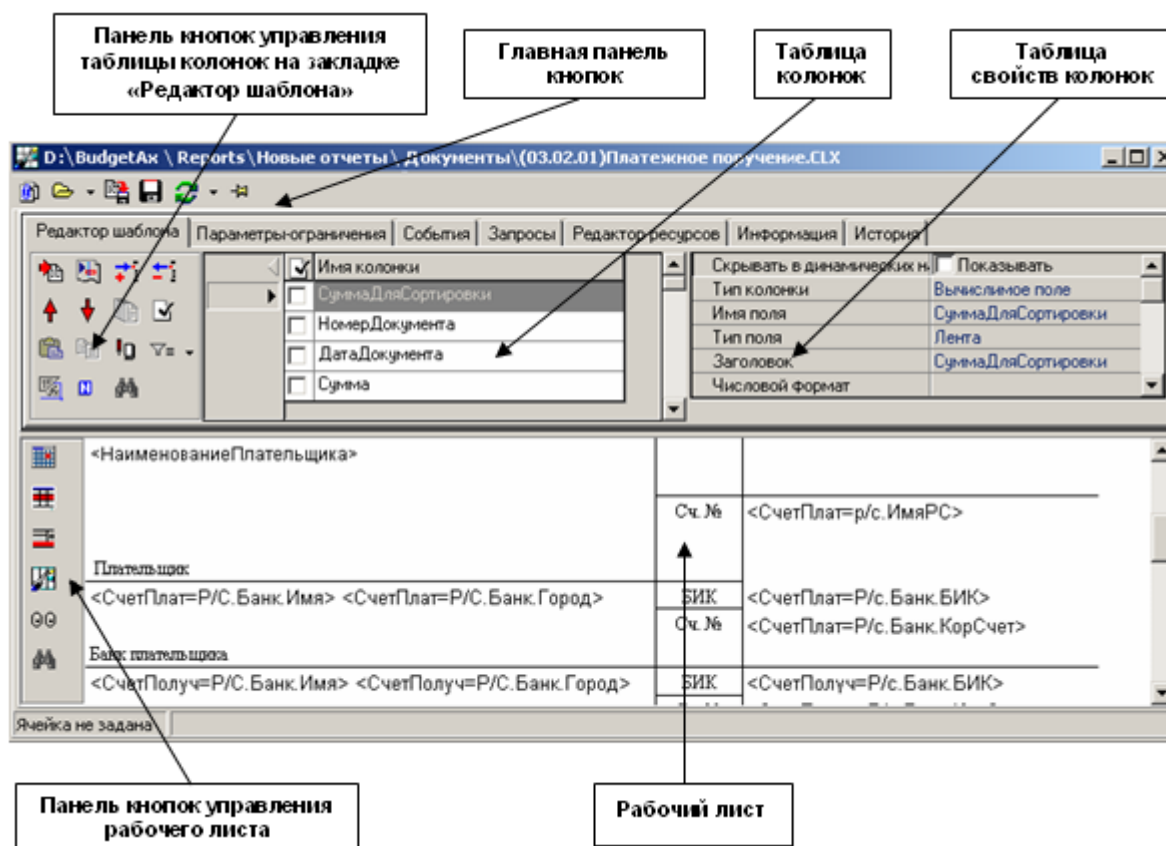 Панель кнопок управления
таблицы колонок на закладке
«Редактор шаблона»
Главная панель
кнопок
Таблица
колонок
Таблица
свойств колонок
D:\BudgetAx \ Reports\Новые отчеты\ Документы\(03.02.01)Платежное поручение.CLX
Редактор шаблона Параметры-ограничения События Запросы Редактор ресурсов Информация История
Имя колонки
СуммаДляСортировки
НомерДокумента
ДатаДокумента
Сумма
Скрывать в динамических Показывать
Тип колонки Вычислимое поле
Имя поля СуммаДляСортировки
Тип поля Лента
Заголовок СуммаДляСортировки
Числовой формат
<НаименованиеПлательщика>
Сч. № <СчетПлат=р/с.ИмяРС>
Плательщик
<СчетПлат=Р/С.Банк.Имя> <СчетПлат=Р/С.Банк.Город> БИК <СчетПлат=Р/с.Банк.БИК>
Сч. № <СчетПлат=Р/с.Банк.КорСчет>
Банк плательщика
<СчетПолуч=Р/С.Банк.Имя> <СчетПолуч=Р/С.Банк.Город> БИК <СчетПолуч=Р/с.Банк.БИК>
Ячейка не задана
Панель кнопок управления
рабочего листа
Рабочий лист